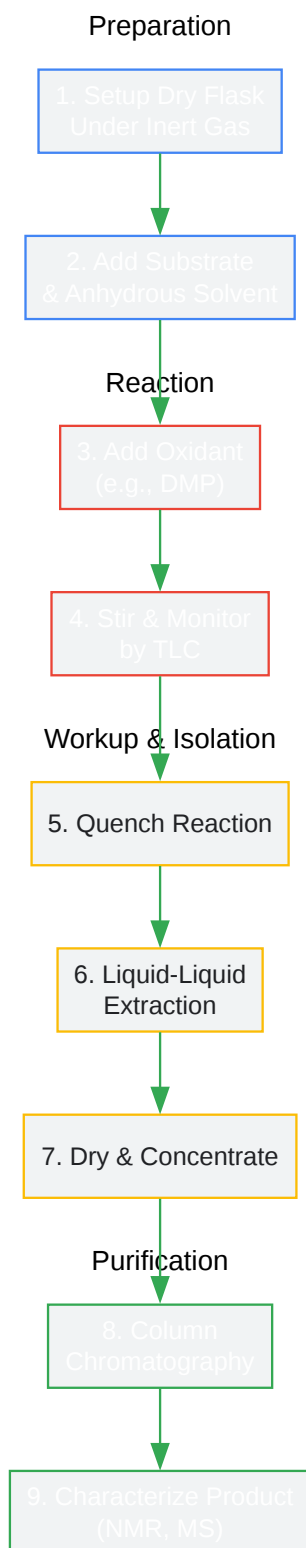 Preparation
1. Setup Dry Flask
Under Inert Gas
2. Add Substrate
& Anhydrous Solvent
Reaction
3. Add Oxidant
(e.g., DMP)
4. Stir & Monitor
by TLC
Workup & Isolation
5. Quench Reaction
6. Liquid-Liquid
Extraction
7. Dry & Concentrate
Purification
8. Column
Chromatography
9. Characterize Product
(NMR, MS)